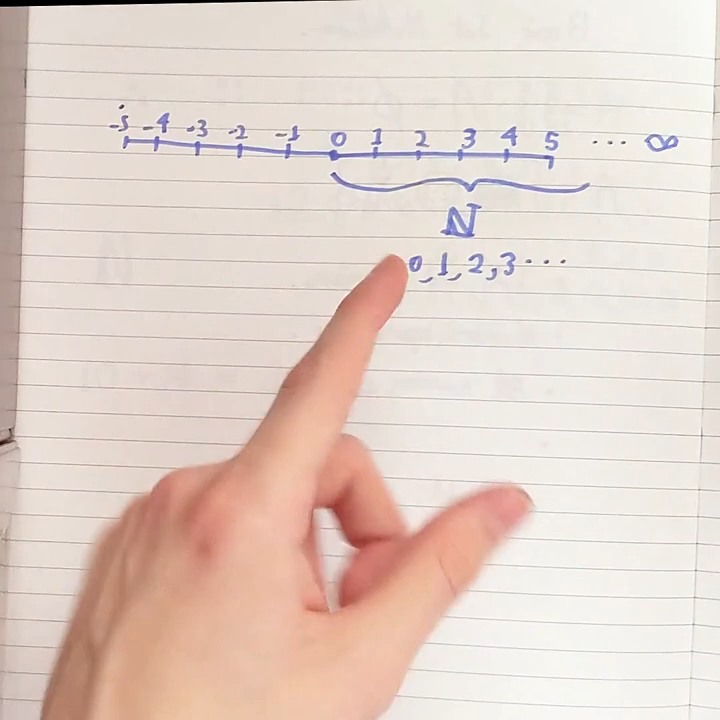 -5 -4 -3 -2 -1 0 1 2 3 4 5 ... ∞
ℕ
0, 1, 2, 3 ...